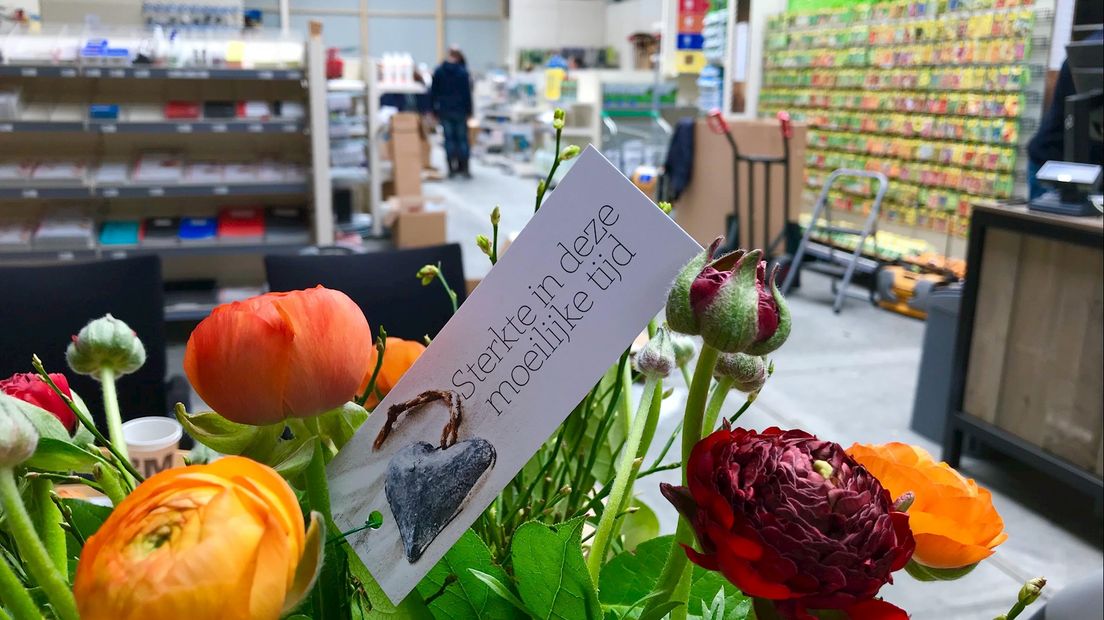 Sterkte in deze
moeilijke tijd